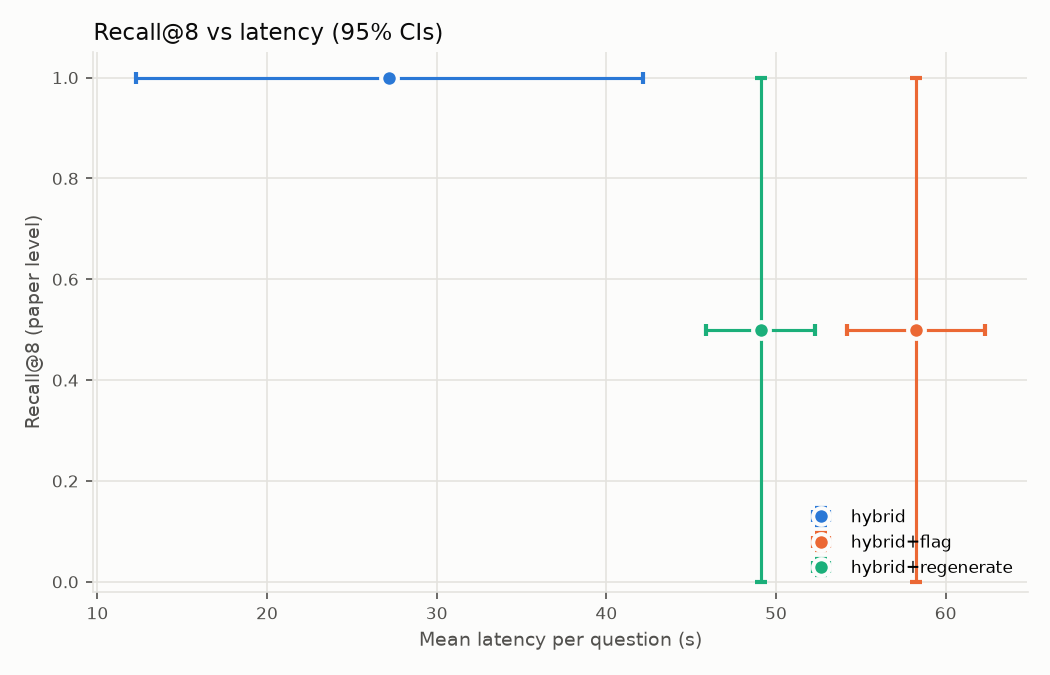 Recall@8 vs latency (95% CIs)
Recall@8 (paper level)
1.0
0.8
0.6
0.4
0.2
0.0
hybrid
hybrid+flag
hybrid+regenerate
10 20 30 40 50 60
Mean latency per question (s)